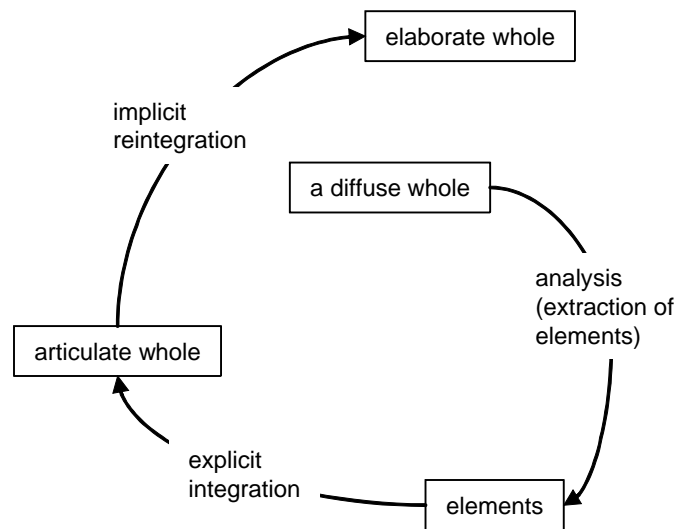 elaborate whole
implicit
reintegration
a diffuse whole
analysis
(extraction of
elements)
articulate whole
explicit
integration
elements